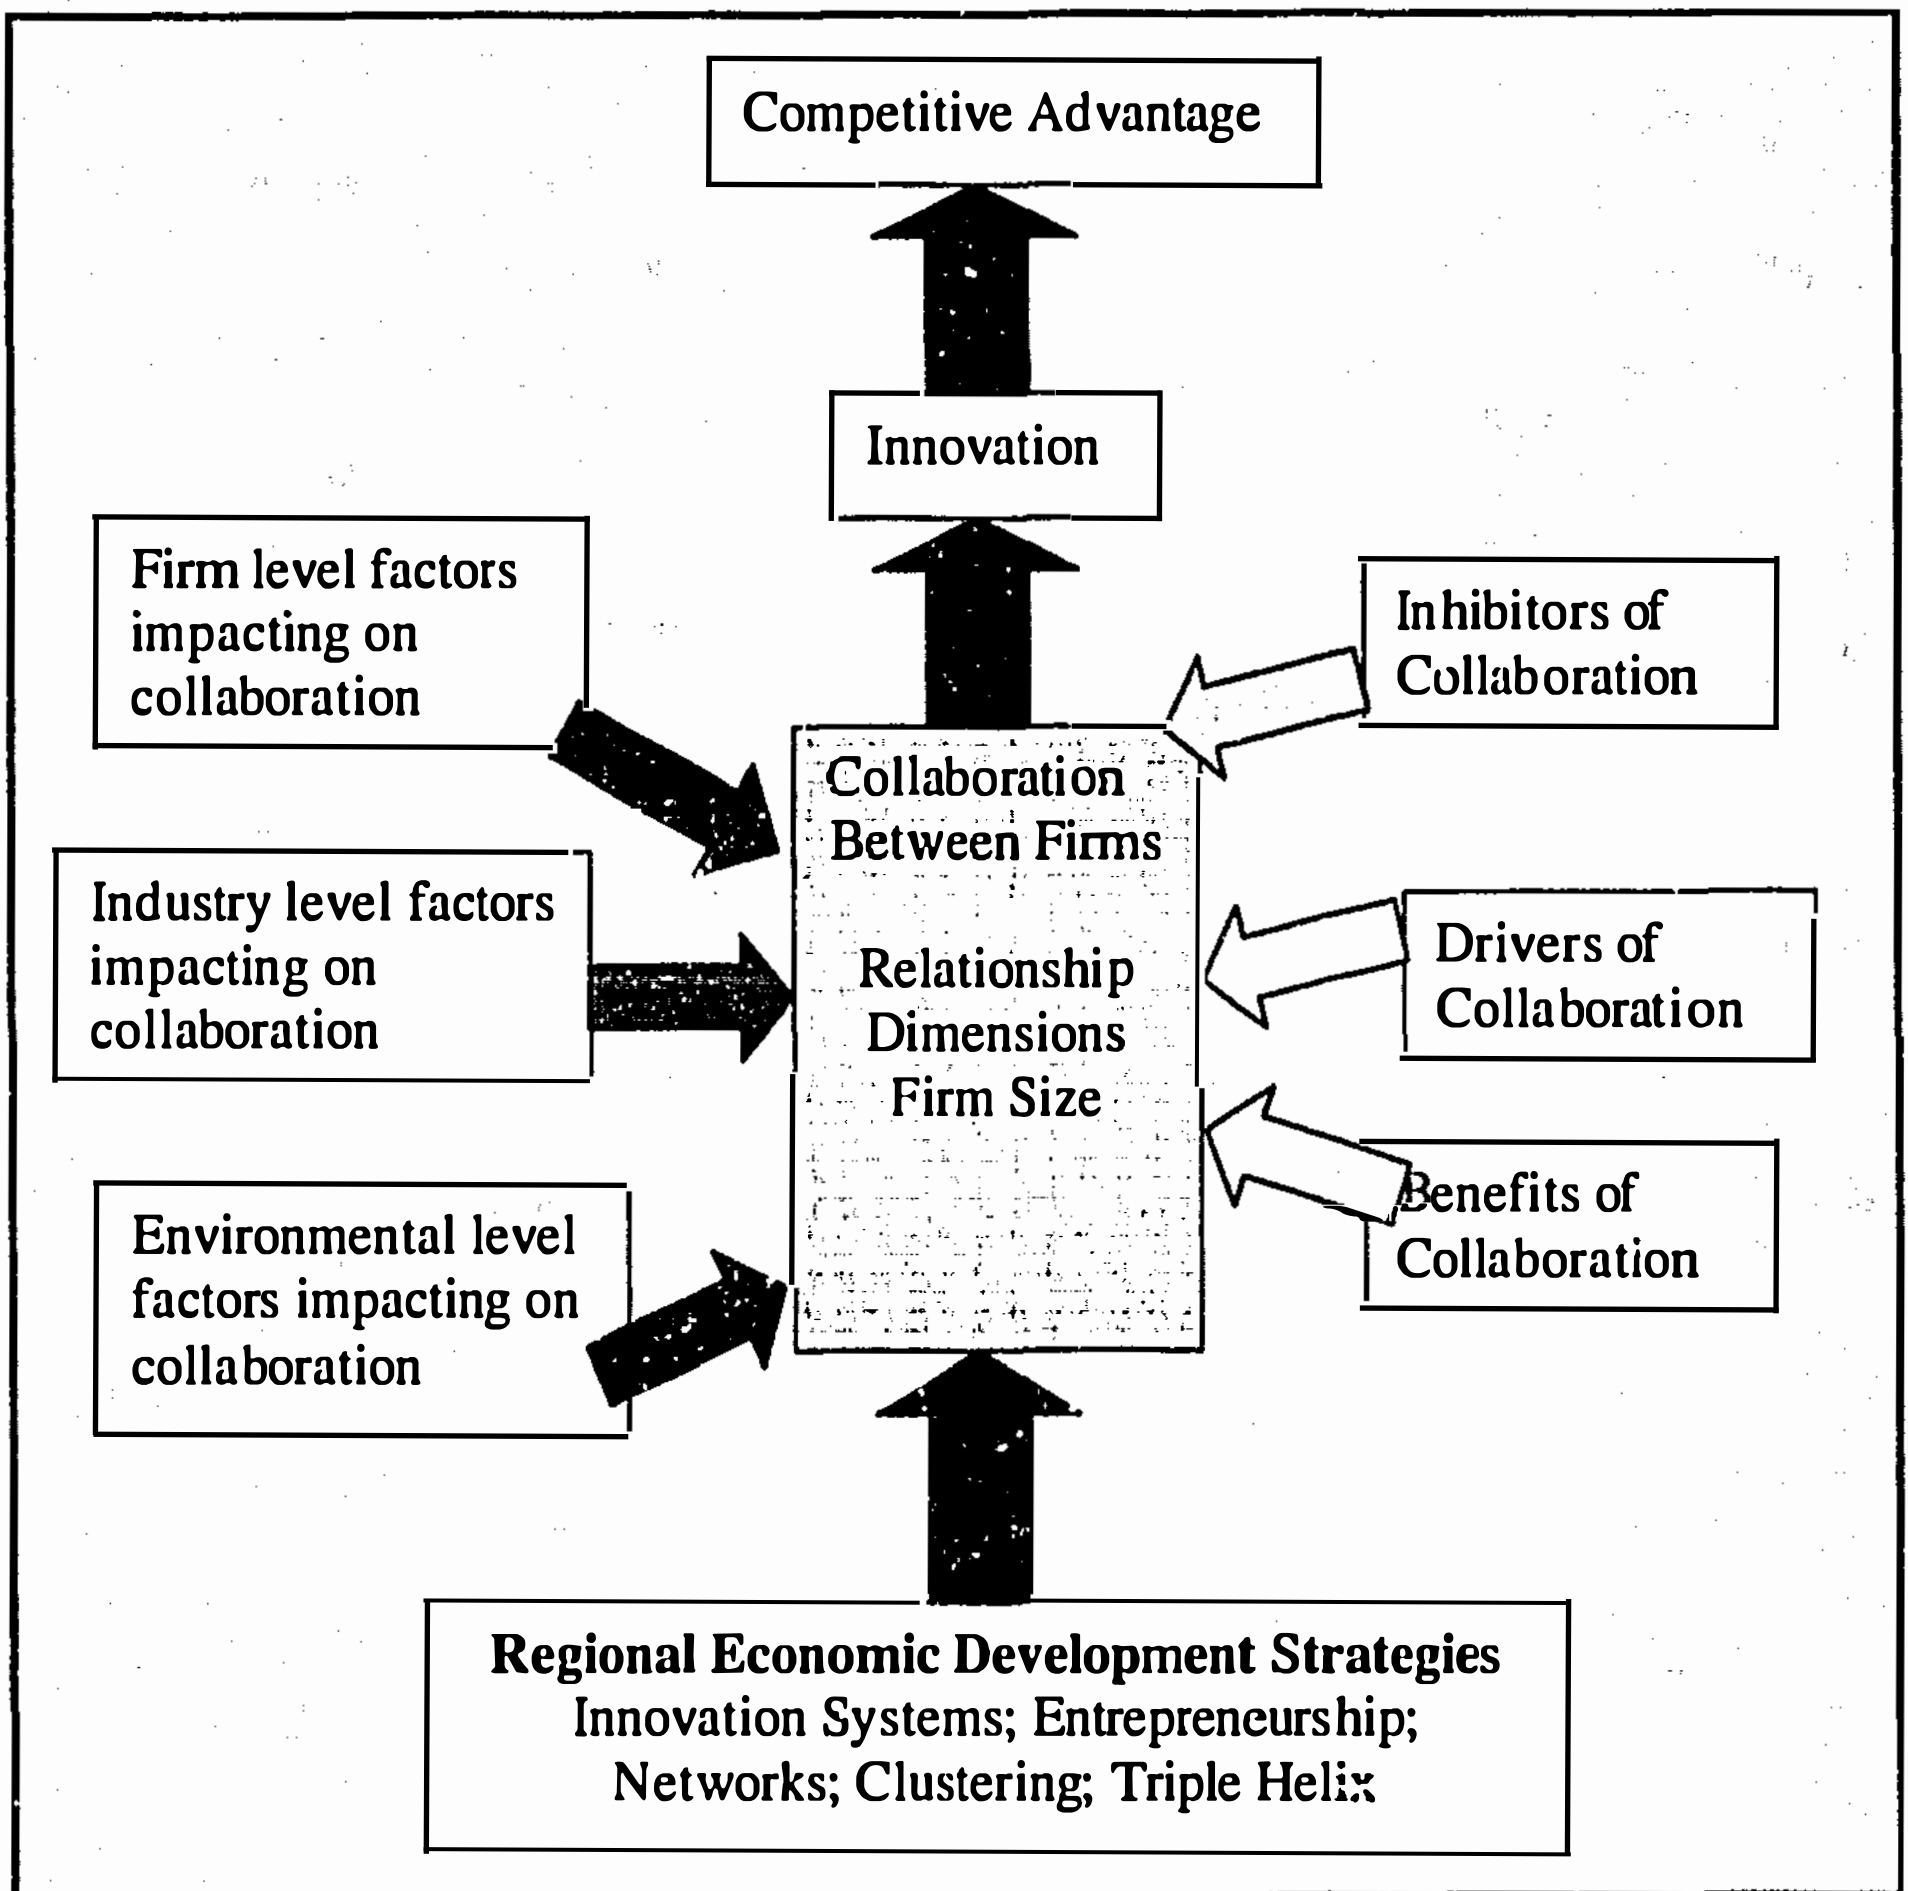 Competitive Advantage
Innovation
Firm level factors
impacting on
collaboration
Inhibitors of
Collaboration
Collaboration
Between Firms
Relationship
Dimensions
Firm Size
Industry level factors
impacting on
collaboration
Drivers of
Collaboration
Environmental level
factors impacting on
collaboration
Benefits of
Collaboration
Regional Economic Development Strategies
Innovation Systems; Entrepreneurship;
Networks; Clustering; Triple Helix